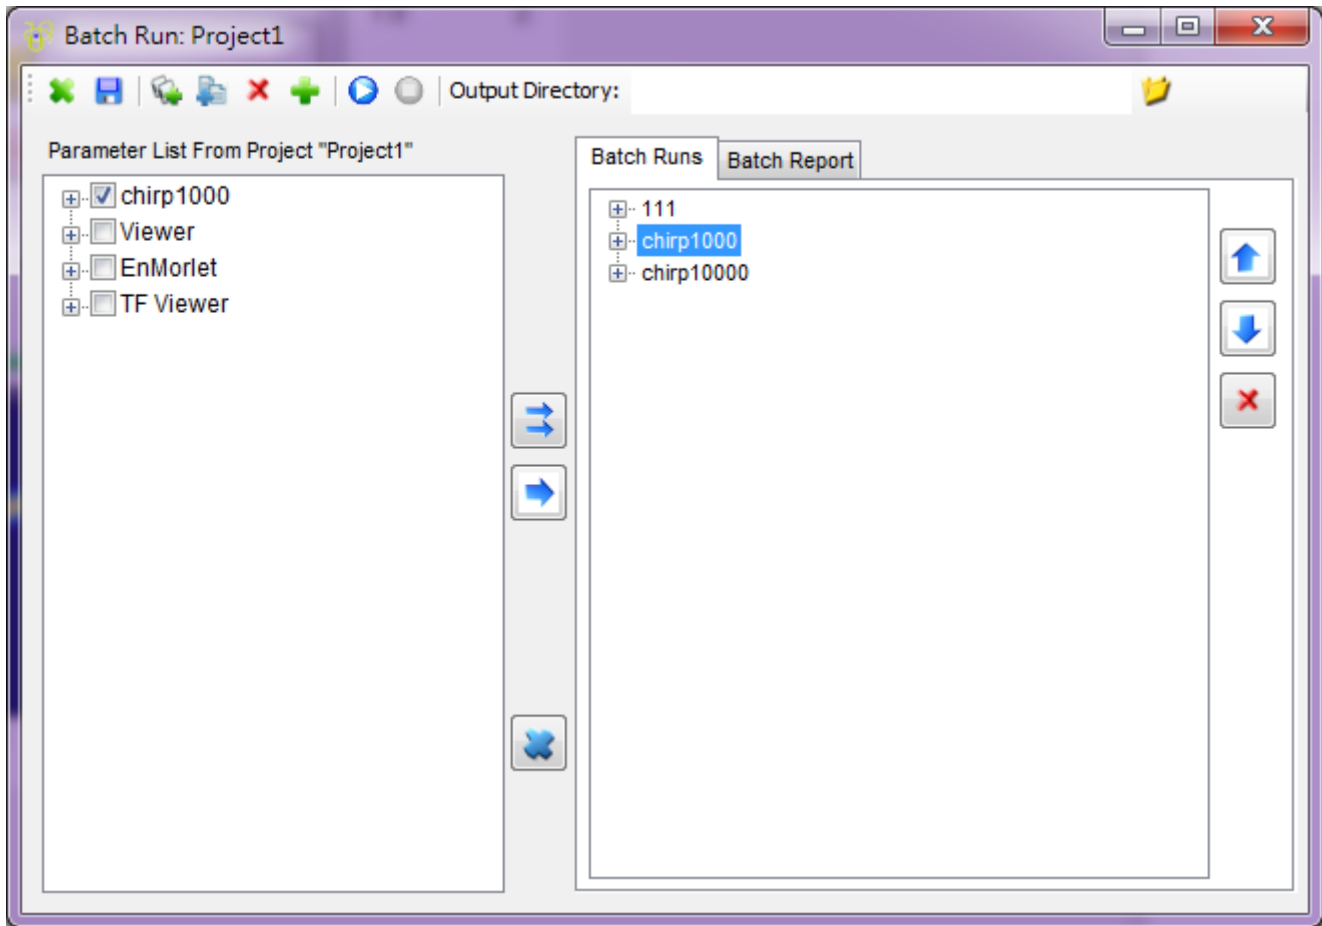 Batch Run: Project1
Output Directory:
Parameter List From Project "Project1"
chirp1000
Viewer
EnMorlet
TF Viewer
Batch Runs
Batch Report
111
chirp1000
chirp10000